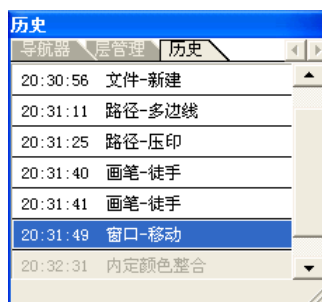 历史
导航器 层管理 历史
20:30:56 文件-新建
20:31:11 路径-多边线
20:31:25 路径-压印
20:31:40 画笔-徒手
20:31:41 画笔-徒手
20:31:49 窗口-移动
20:32:31 内定颜色整合